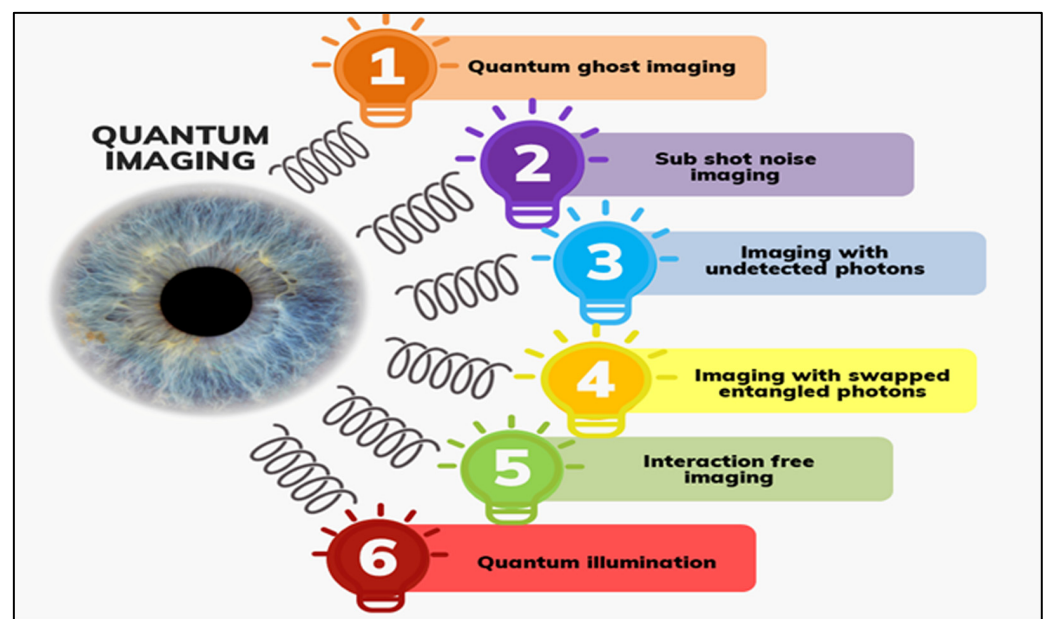 QUANTUM
IMAGING
1
Quantum ghost imaging
2
Sub shot noise
imaging
3
Imaging with
undetected photons
4
Imaging with swapped
entangled photons
5
Interaction free
imaging
6
Quantum illumination